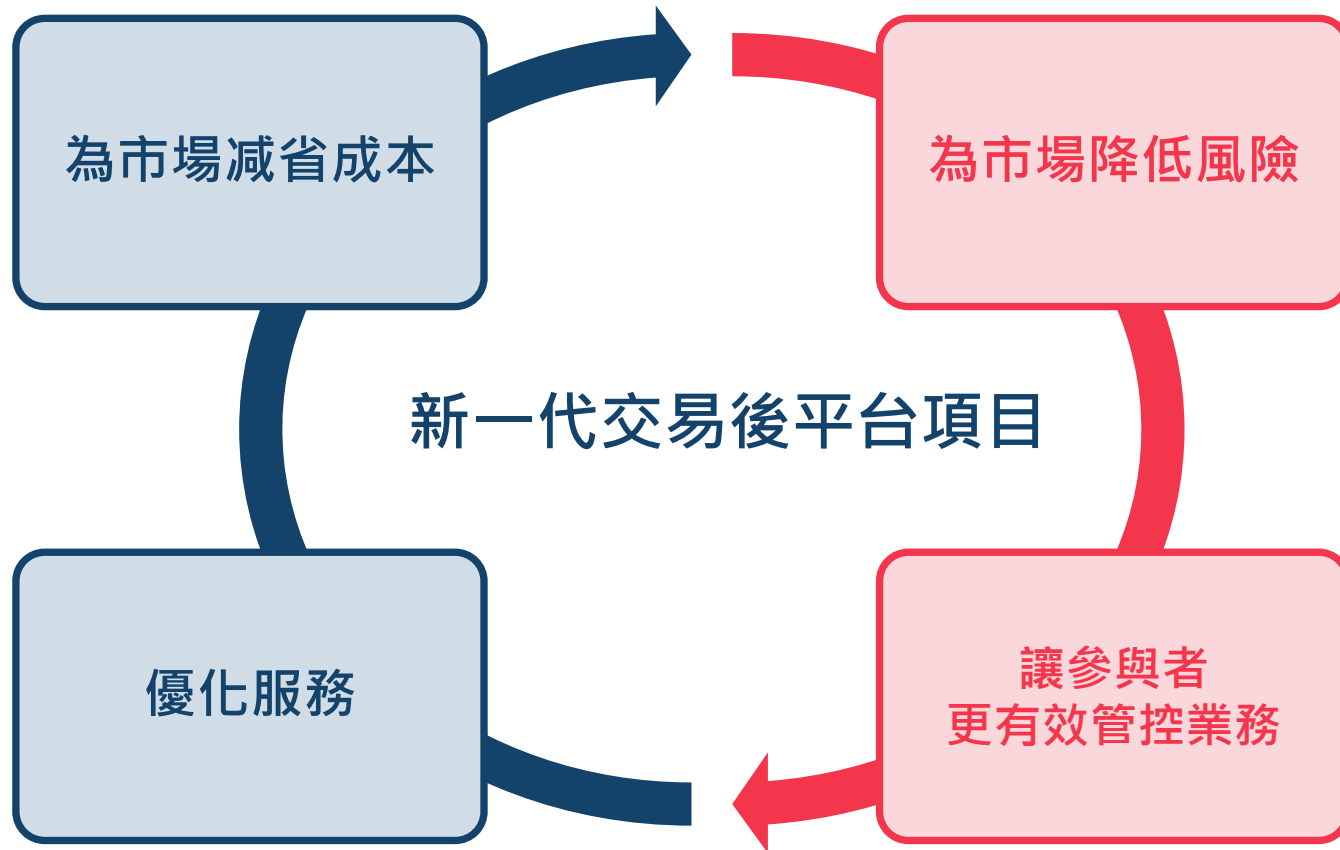 為市場減省成本
為市場降低風險
新一代交易後平台項目
優化服務
讓參與者
更有效管控業務